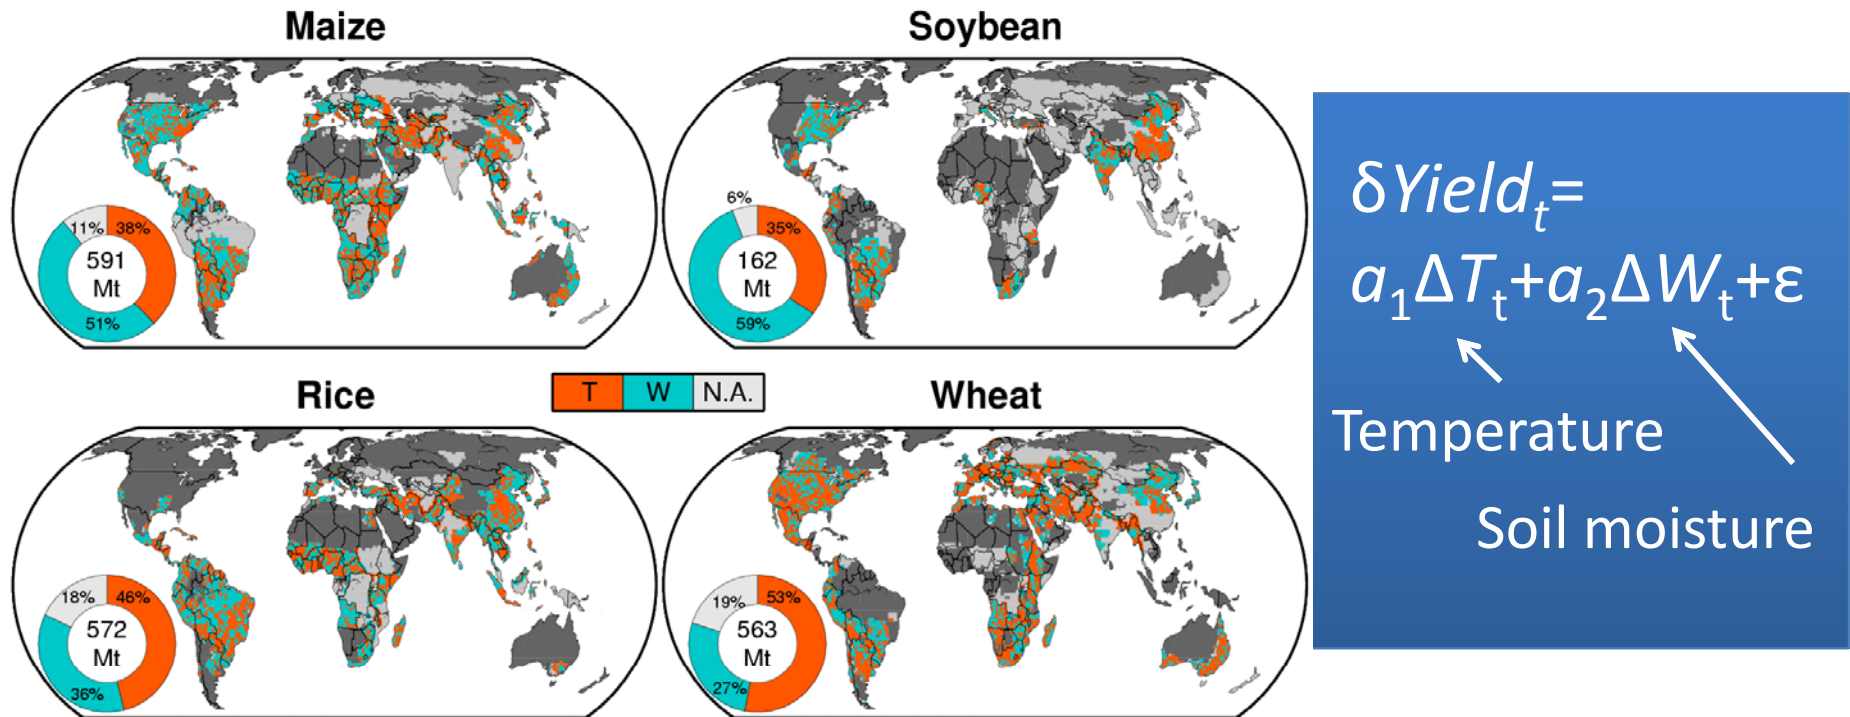 Maize
11% 38%
591
Mt
51%
Soybean
6%
35%
162
Mt
59%
T W N.A.
Rice
18% 46%
572
Mt
36%
Wheat
19% 53%
563
Mt
27%
δYieldₜ=
a₁ΔTₜ+a₂ΔWₜ+ε
Temperature
Soil moisture